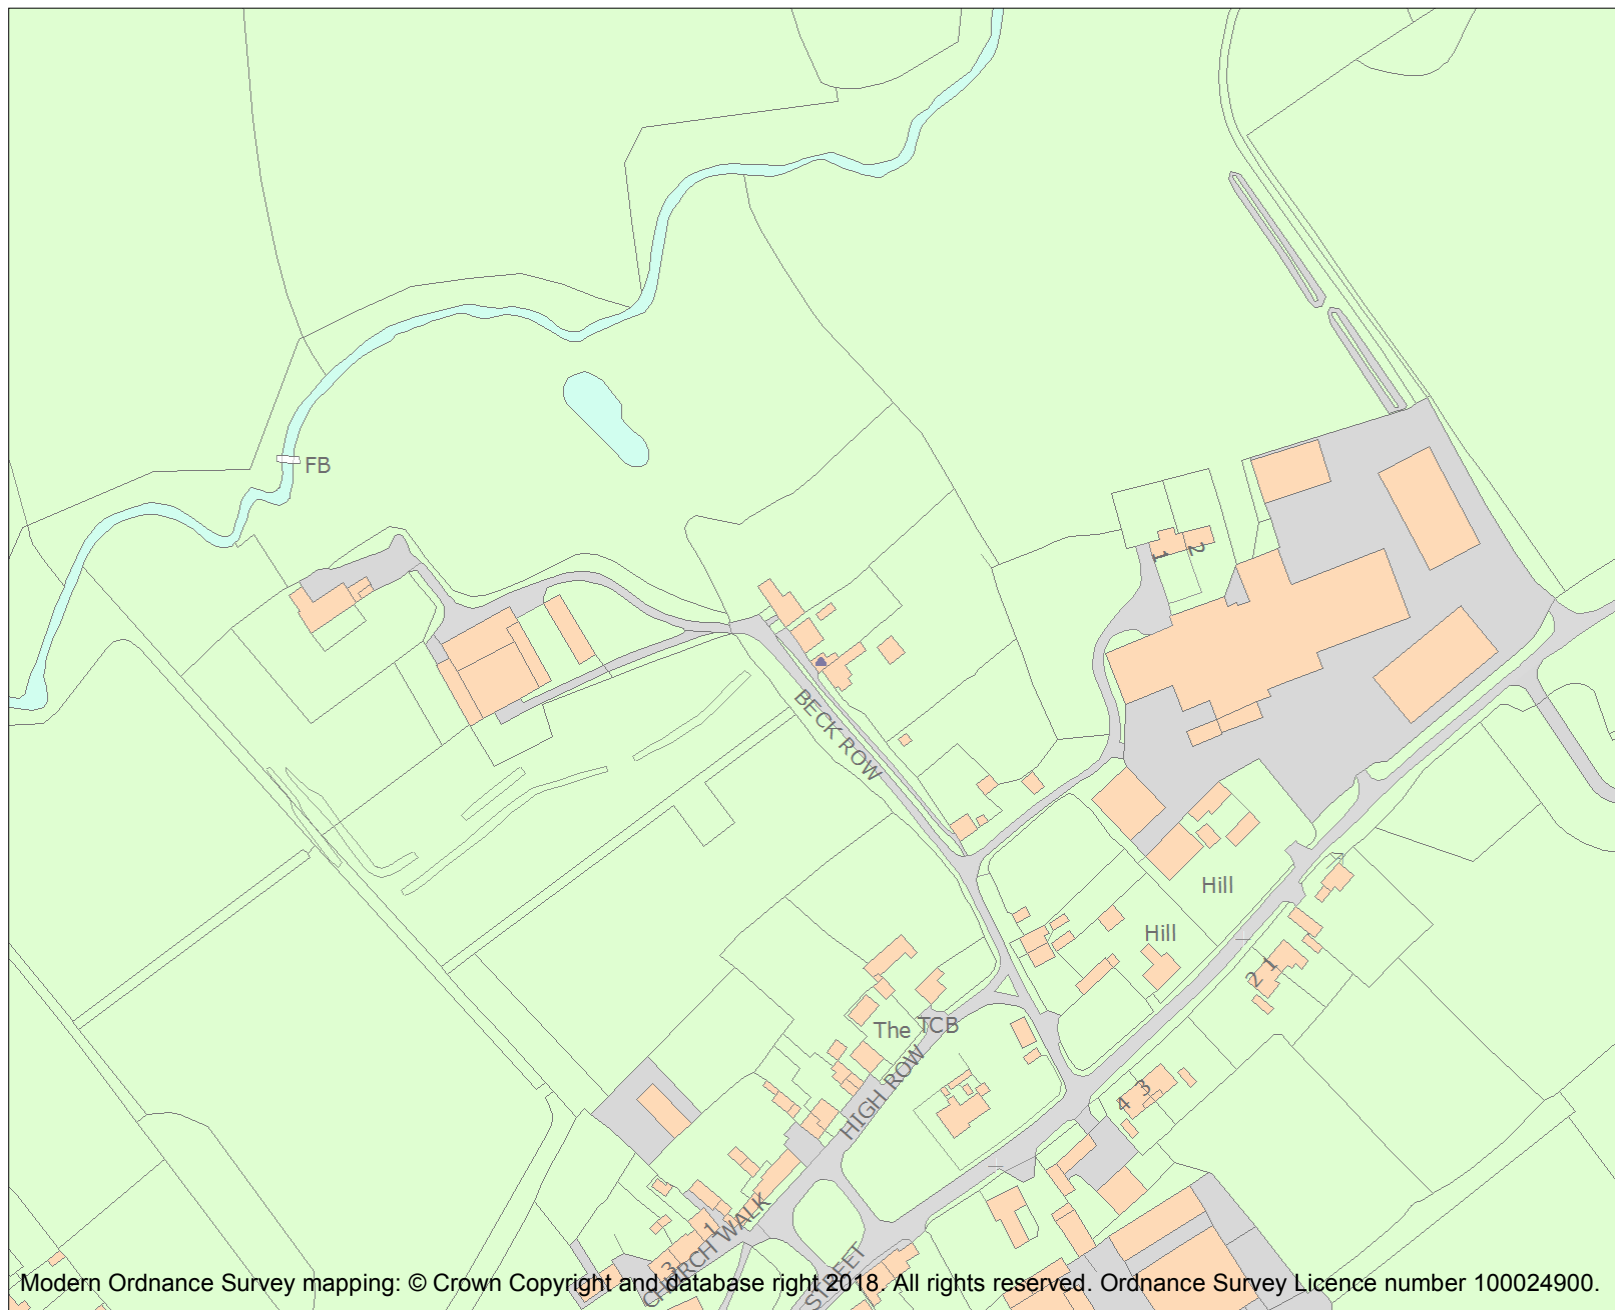 FB
1
2
BECK ROW
Hill
Hill
2 1
The
TCB
HIGH ROW
4 3
1
3
CHURCH WALK
STREET
Modern Ordnance Survey mapping: © Crown Copyright and database right 2018. All rights reserved. Ordnance Survey Licence number 100024900.